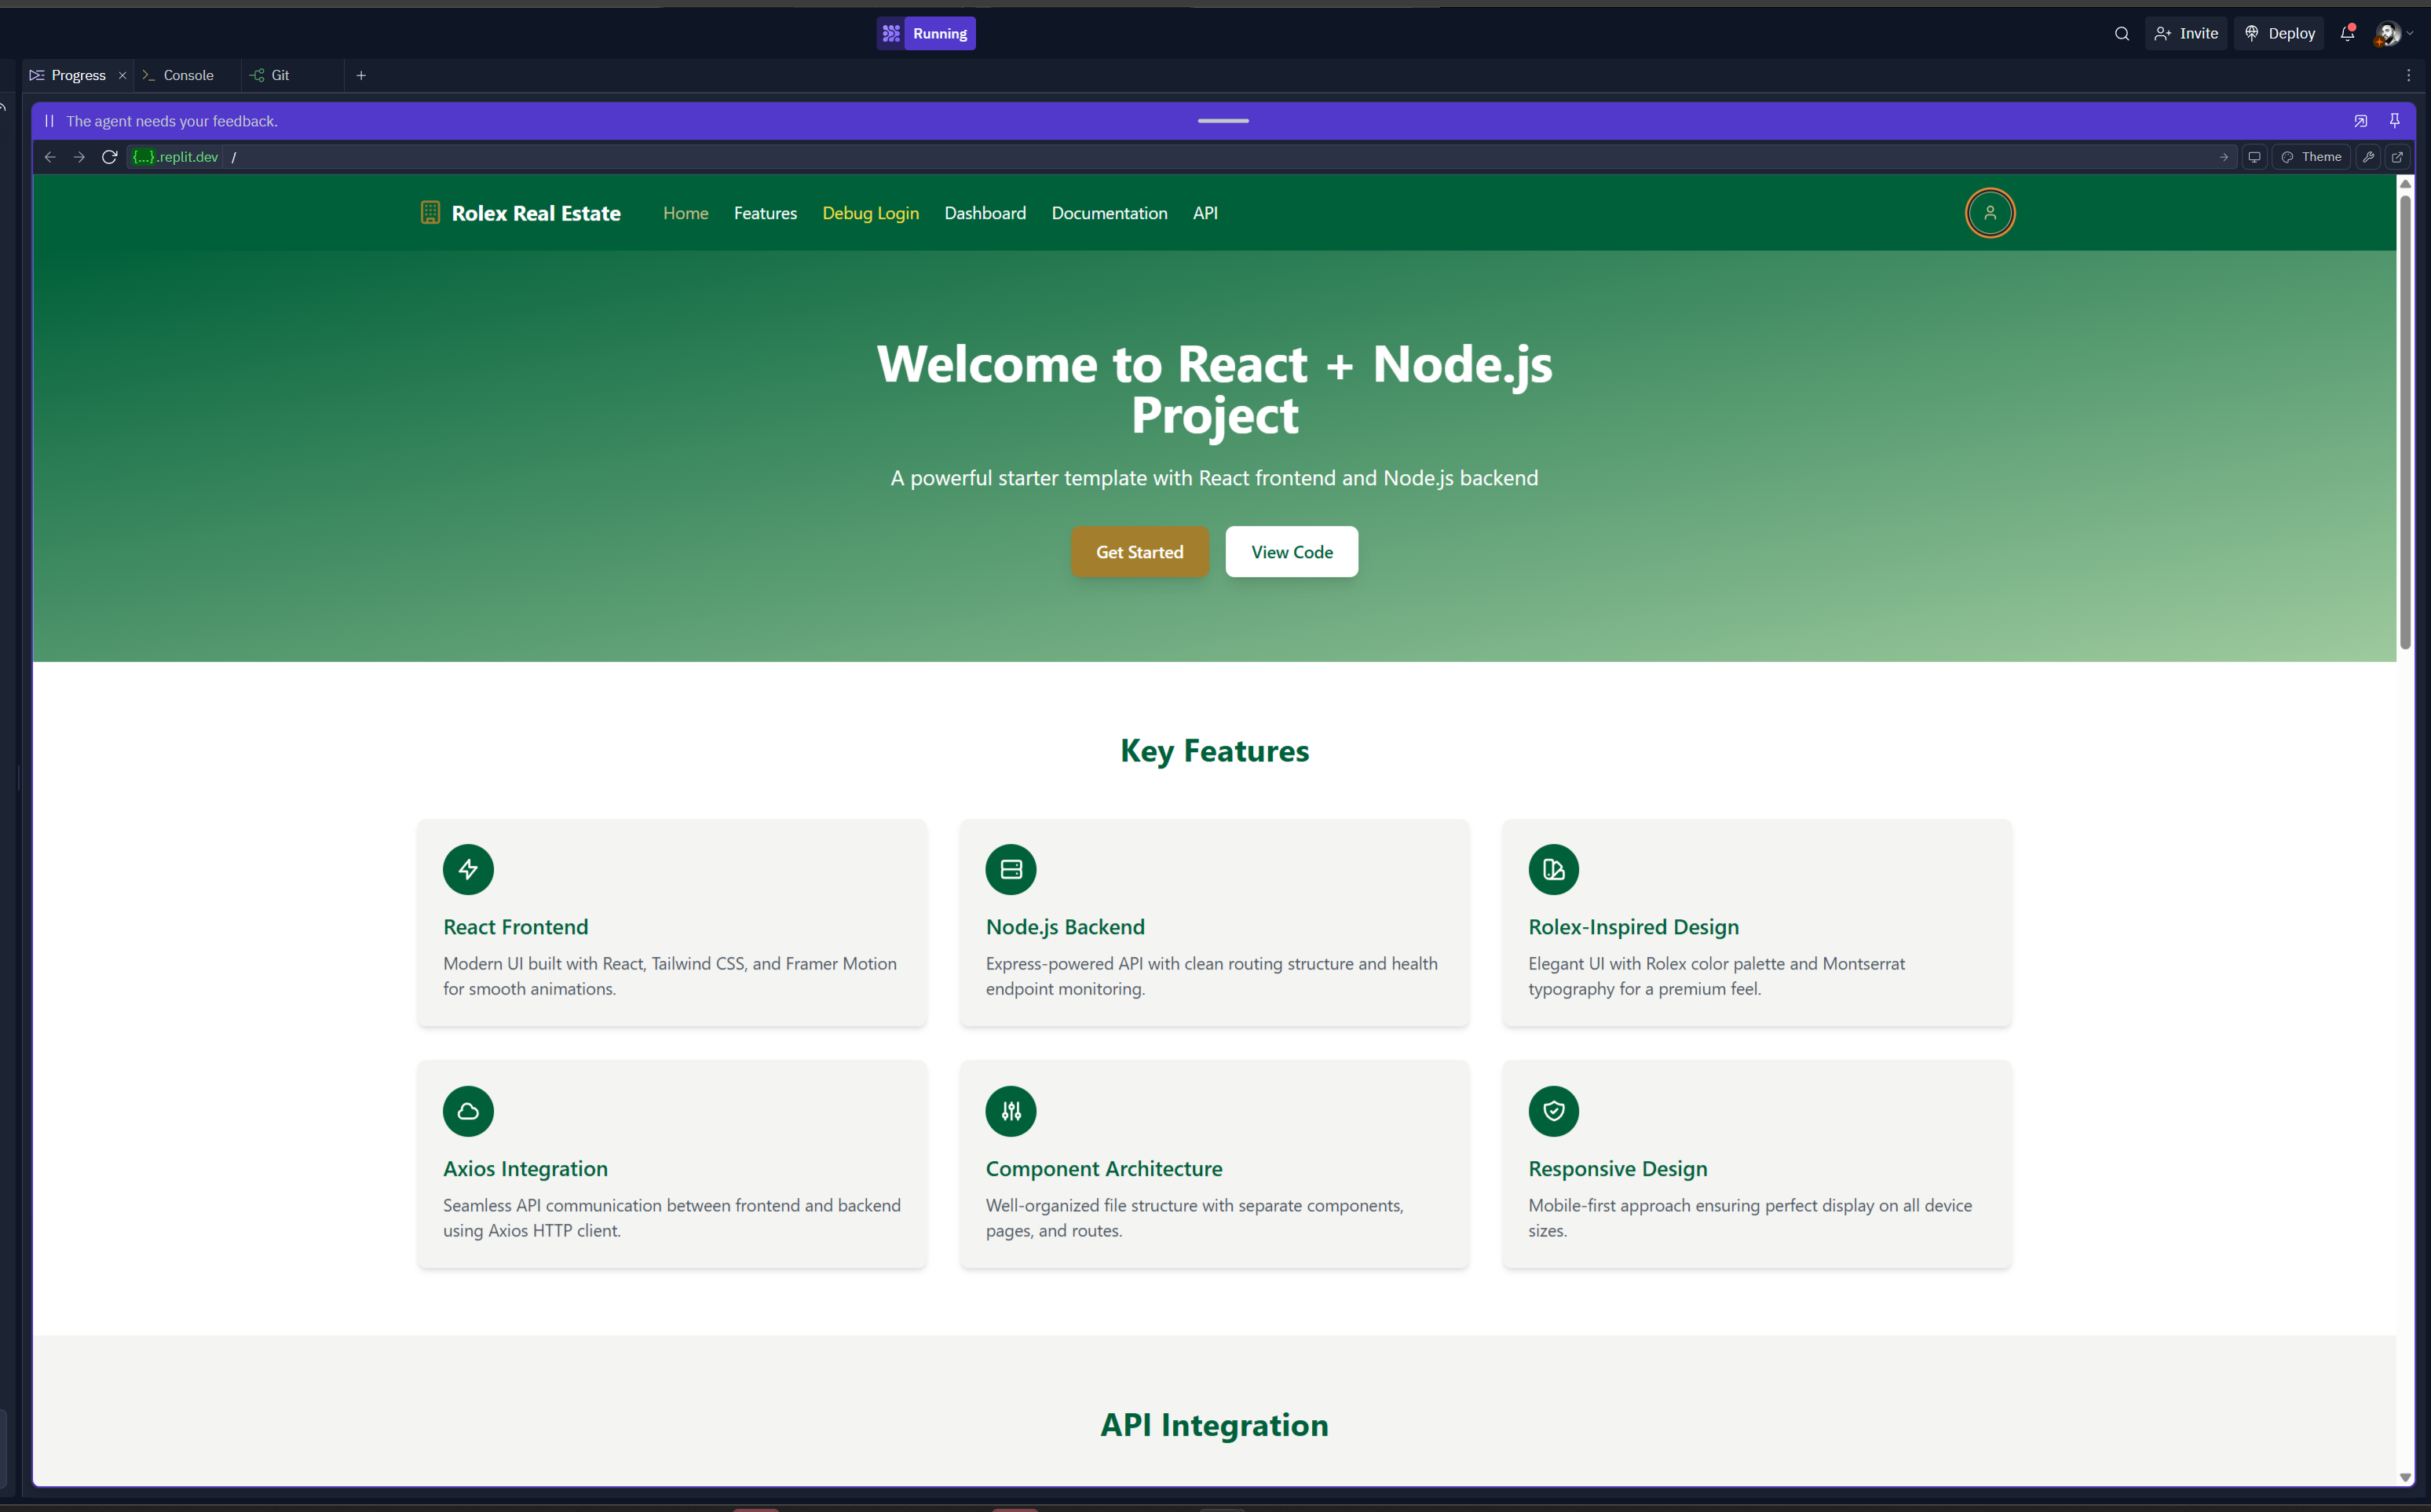 Running
Invite
Deploy
Progress
Console
Git
The agent needs your feedback.
{...}.replit.dev /
Theme
Rolex Real Estate
Home
Features
Debug Login
Dashboard
Documentation
API
Welcome to React + Node.js
Project
A powerful starter template with React frontend and Node.js backend
Get Started
View Code
Key Features
React Frontend
Modern UI built with React, Tailwind CSS, and Framer Motion
for smooth animations.
Node.js Backend
Express-powered API with clean routing structure and health
endpoint monitoring.
Rolex-Inspired Design
Elegant UI with Rolex color palette and Montserrat
typography for a premium feel.
Axios Integration
Seamless API communication between frontend and backend
using Axios HTTP client.
Component Architecture
Well-organized file structure with separate components,
pages, and routes.
Responsive Design
Mobile-first approach ensuring perfect display on all device
sizes.
API Integration